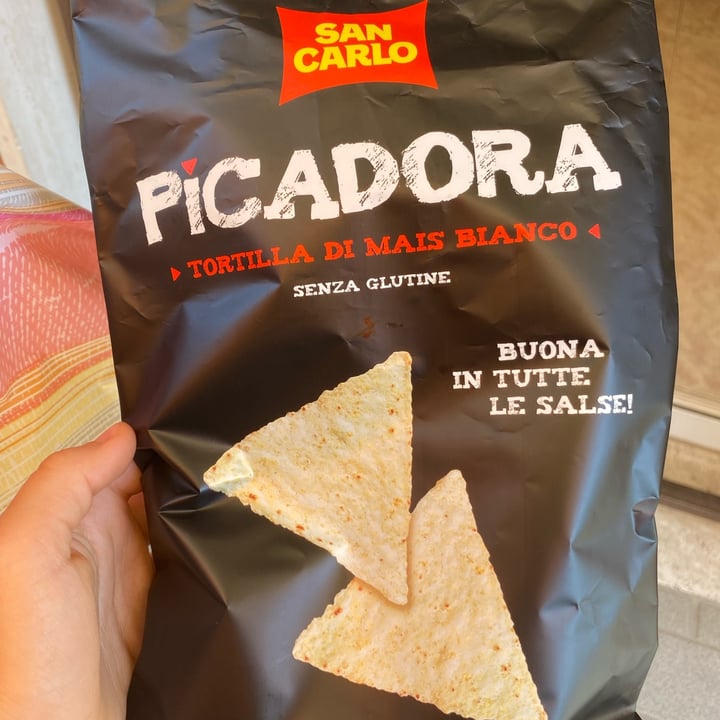 SAN
CARLO
PiCADORA
TORTILLA DI MAIS BIANCO
SENZA GLUTINE
BUONA
IN TUTTE
LE SALSE!